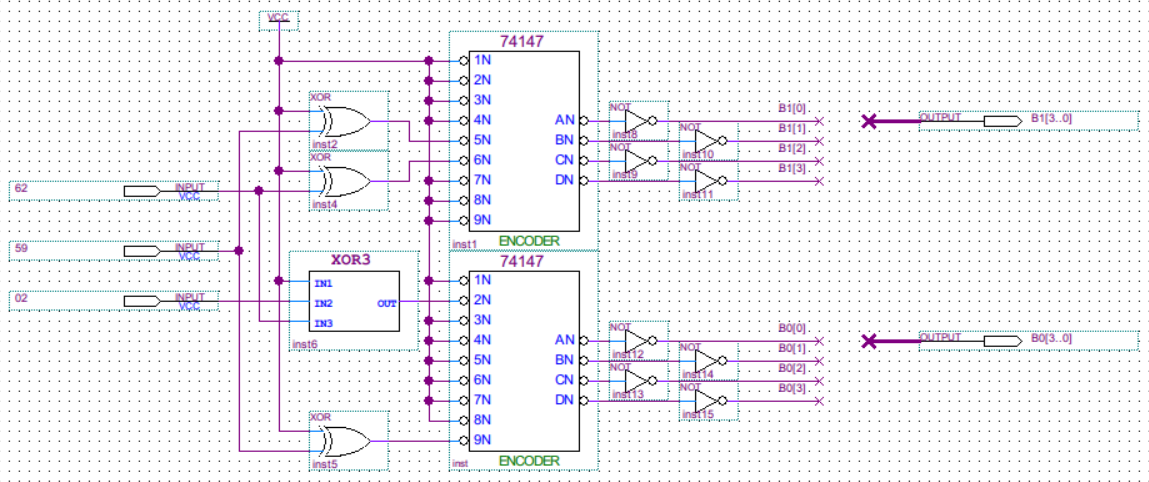 VCC
74147
1N
2N
3N
4N
5N
6N
7N
8N
9N
AN
BN
CN
DN
inst1
ENCODER
XOR
inst2
XOR
inst4
NOT
inst8
NOT
inst10
NOT
inst9
NOT
inst11
B1[0]
B1[1]
B1[2]
B1[3]
OUTPUT
B1[3..0]
62
INPUT
VCC
59
INPUT
VCC
02
INPUT
VCC
XOR3
IN1
IN2
IN3
OUT
inst6
74147
1N
2N
3N
4N
5N
6N
7N
8N
9N
AN
BN
CN
DN
inst
ENCODER
NOT
inst12
NOT
inst14
NOT
inst13
NOT
inst15
B0[0]
B0[1]
B0[2]
B0[3]
OUTPUT
B0[3..0]
XOR
inst5